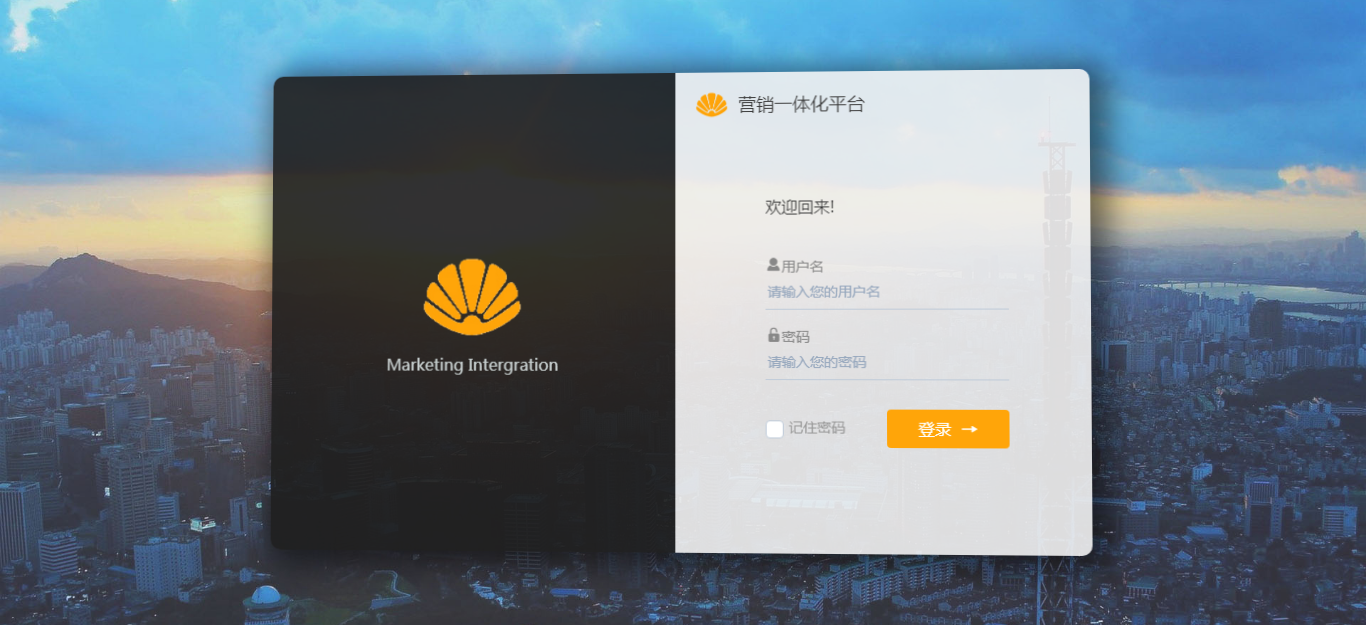 营销一体化平台
欢迎回来!
用户名
请输入您的用户名
密码
请输入您的密码
记住密码
登录 →
Marketing Intergration